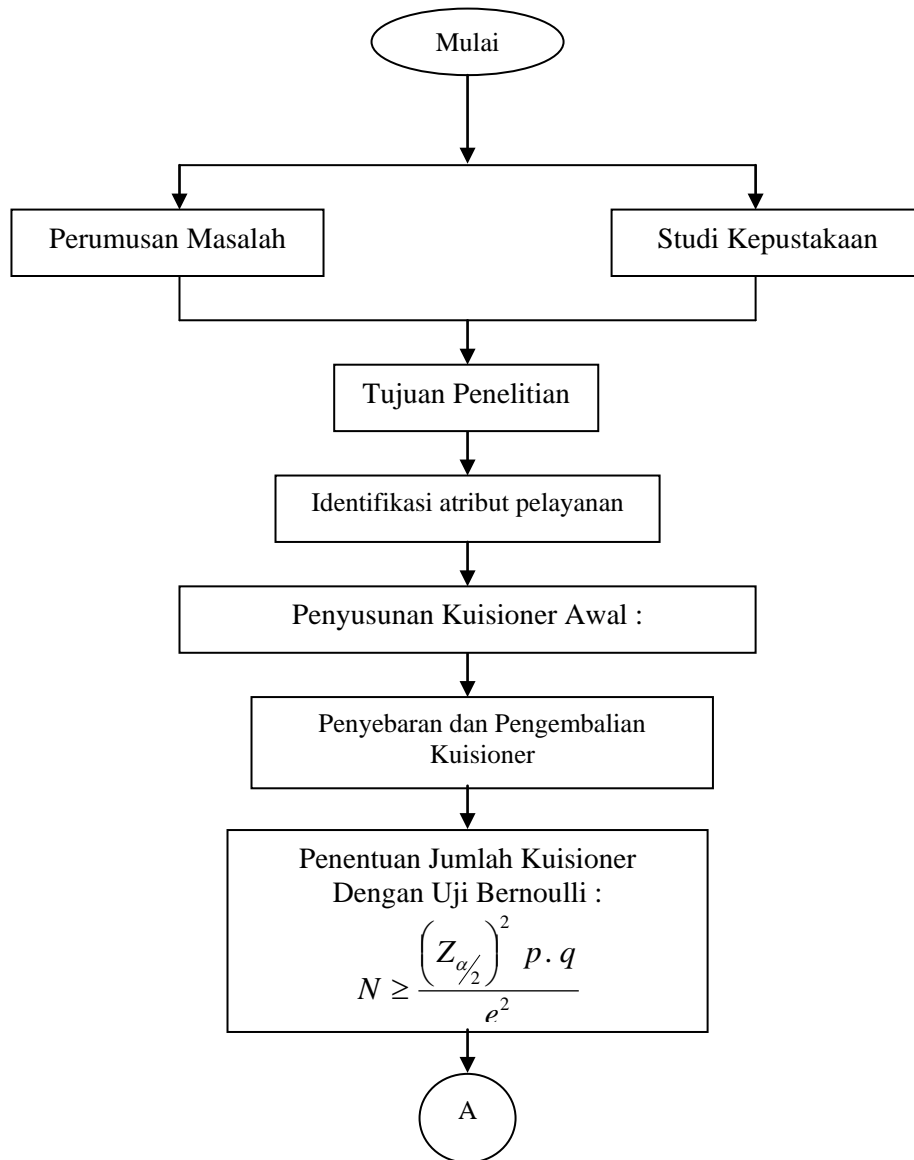 Mulai
Perumusan Masalah
Studi Kepustakaan
Tujuan Penelitian
Identifikasi atribut pelayanan
Penyusunan Kuisioner Awal :
Penyebaran dan Pengembalian
Kuisioner
Penentuan Jumlah Kuisioner
Dengan Uji Bernoulli :
N ≥ (Z_{α/2})² p . q / e²
A